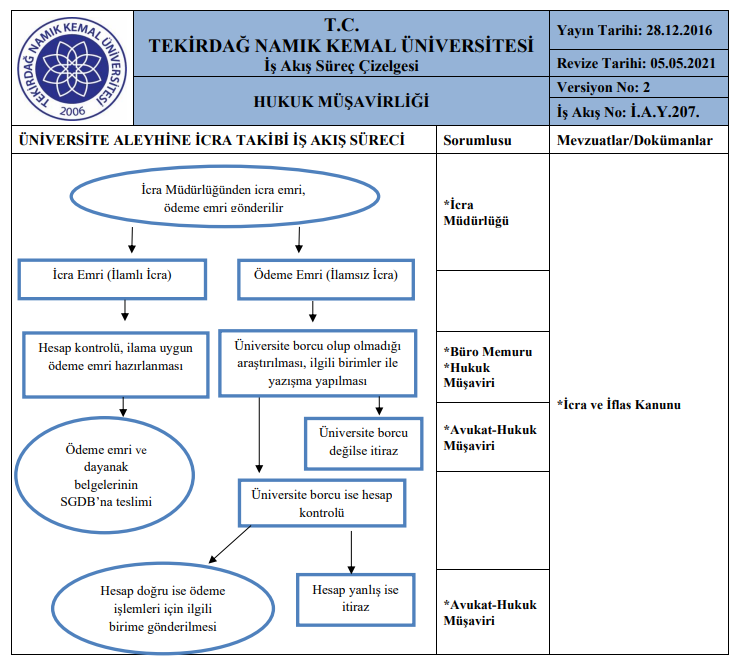 TEKİRDAĞ NAMIK KEMAL ÜNİVERSİTESİ
2006
T.C.
TEKİRDAĞ NAMIK KEMAL ÜNİVERSİTESİ
İş Akış Süreç Çizelgesi
HUKUK MÜŞAVİRLİĞİ
Yayın Tarihi: 28.12.2016
Revize Tarihi: 05.05.2021
Versiyon No: 2
İş Akış No: İ.A.Y.207.
ÜNİVERSİTE ALEYHİNE İCRA TAKİBİ İŞ AKIŞ SÜRECİ
Sorumlusu
Mevzuatlar/Dokümanlar
İcra Müdürlüğünden icra emri,
ödeme emri gönderilir
*İcra
Müdürlüğü
İcra Emri (İlamlı İcra)
Ödeme Emri (İlamsız İcra)
Hesap kontrolü, ilama uygun
ödeme emri hazırlanması
Üniversite borcu olup olmadığı
araştırılması, ilgili birimler ile
yazışma yapılması
*Büro Memuru
*Hukuk
Müşaviri
*İcra ve İflas Kanunu
Ödeme emri ve
dayanak
belgelerinin
SGDB’na teslimi
Üniversite borcu
değilse itiraz
*Avukat-Hukuk
Müşaviri
Üniversite borcu ise hesap
kontrolü
Hesap doğru ise ödeme
işlemleri için ilgili
birime gönderilmesi
Hesap yanlış ise
itiraz
*Avukat-Hukuk
Müşaviri